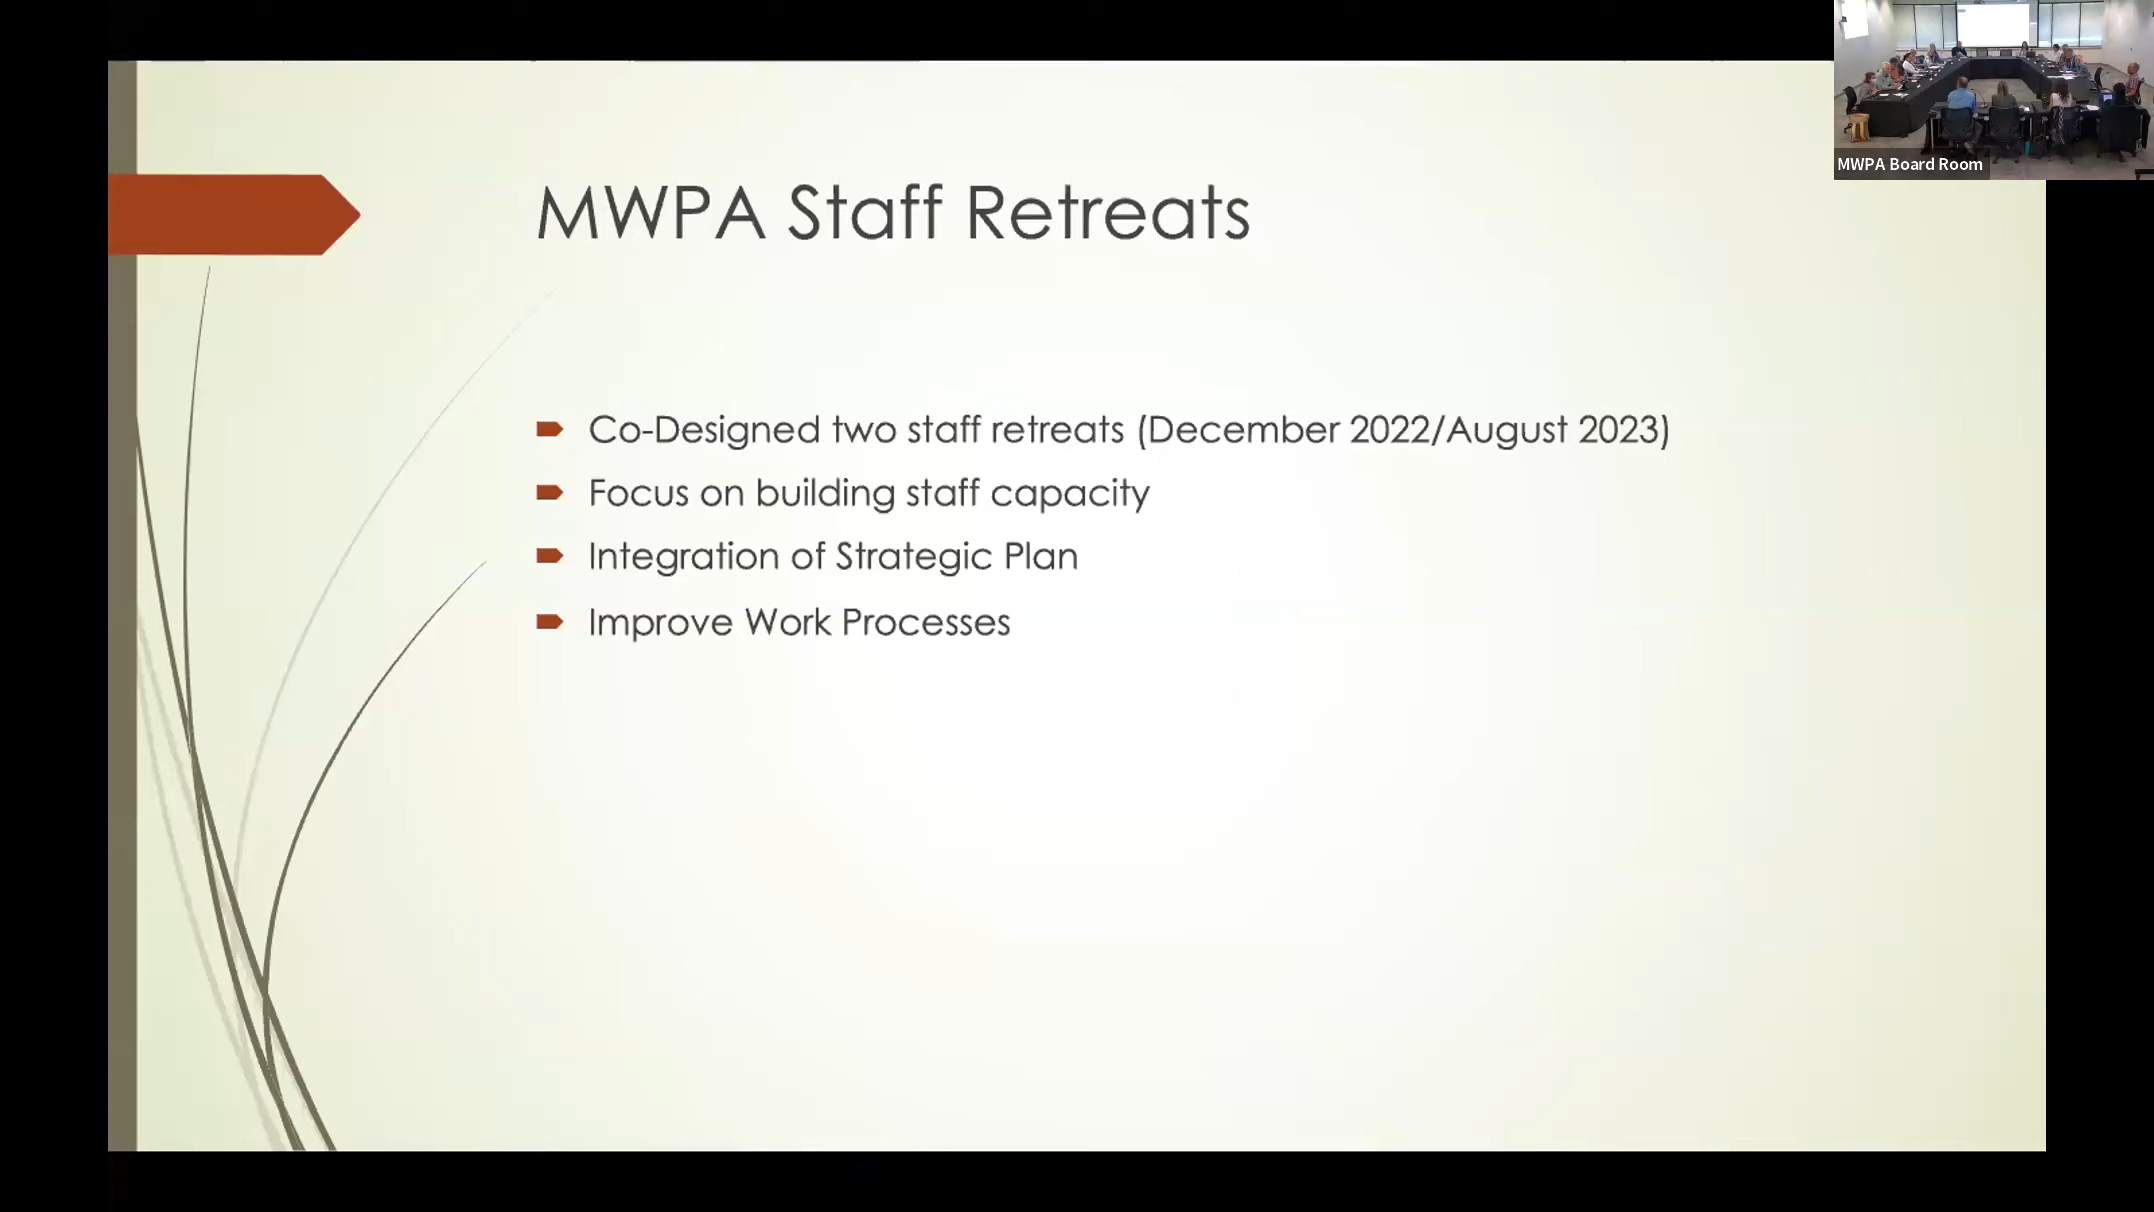 MWPA Board Room
MWPA Staff Retreats
Co-Designed two staff retreats (December 2022/August 2023)
Focus on building staff capacity
Integration of Strategic Plan
Improve Work Processes